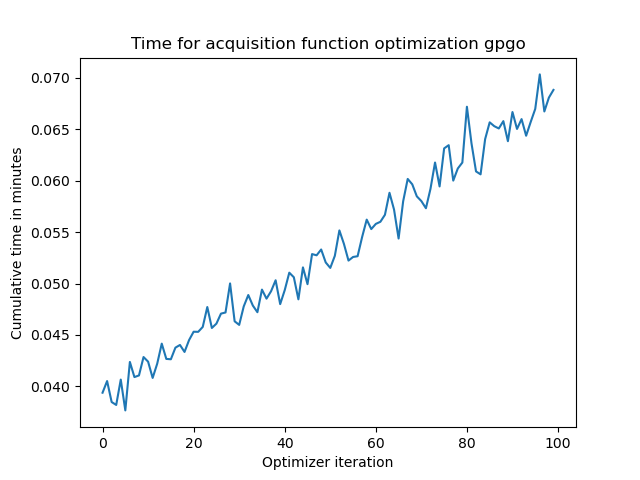 Time for acquisition function optimization gpgo
0.070
0.065
0.060
0.055
0.050
0.045
0.040
Cumulative time in minutes
0 20 40 60 80 100
Optimizer iteration